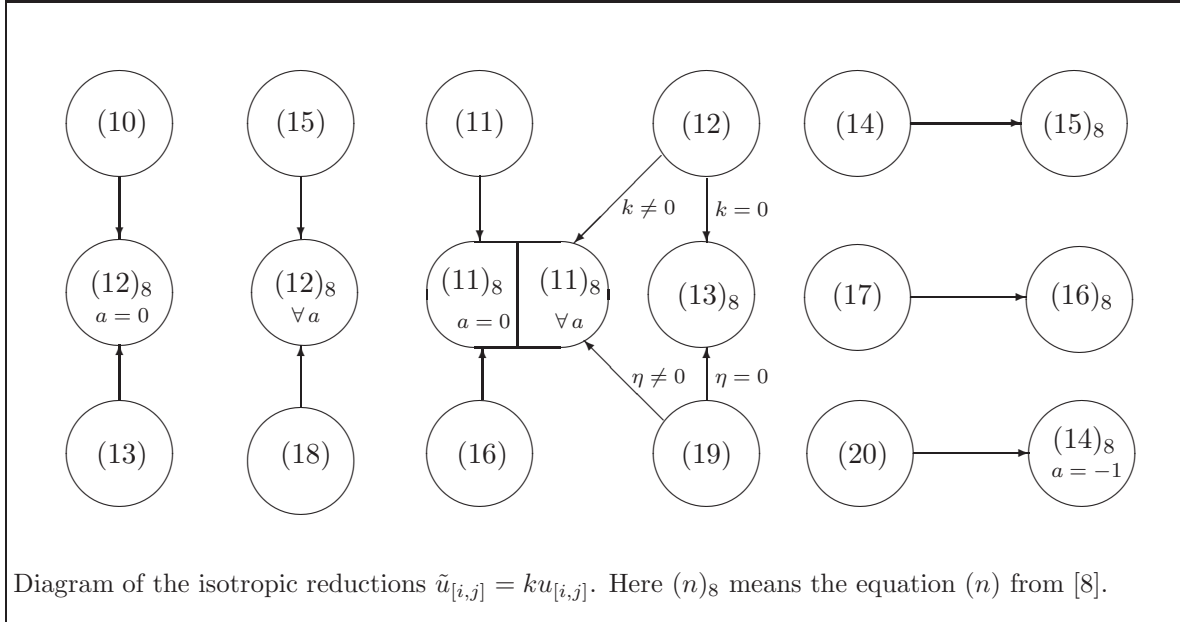 (10) (15) (11) (12) (14) (15)₈
k ≠ 0 k = 0
(12)₈ (12)₈ (11)₈ (11)₈ (13)₈ (17) (16)₈
a = 0 ∀ a a = 0 ∀ a
η ≠ 0 η = 0
(13) (18) (16) (19) (20) (14)₈
a = −1
Diagram of the isotropic reductions ũ_{[i,j]} = ku_{[i,j]}. Here (n)₈ means the equation (n) from [8].